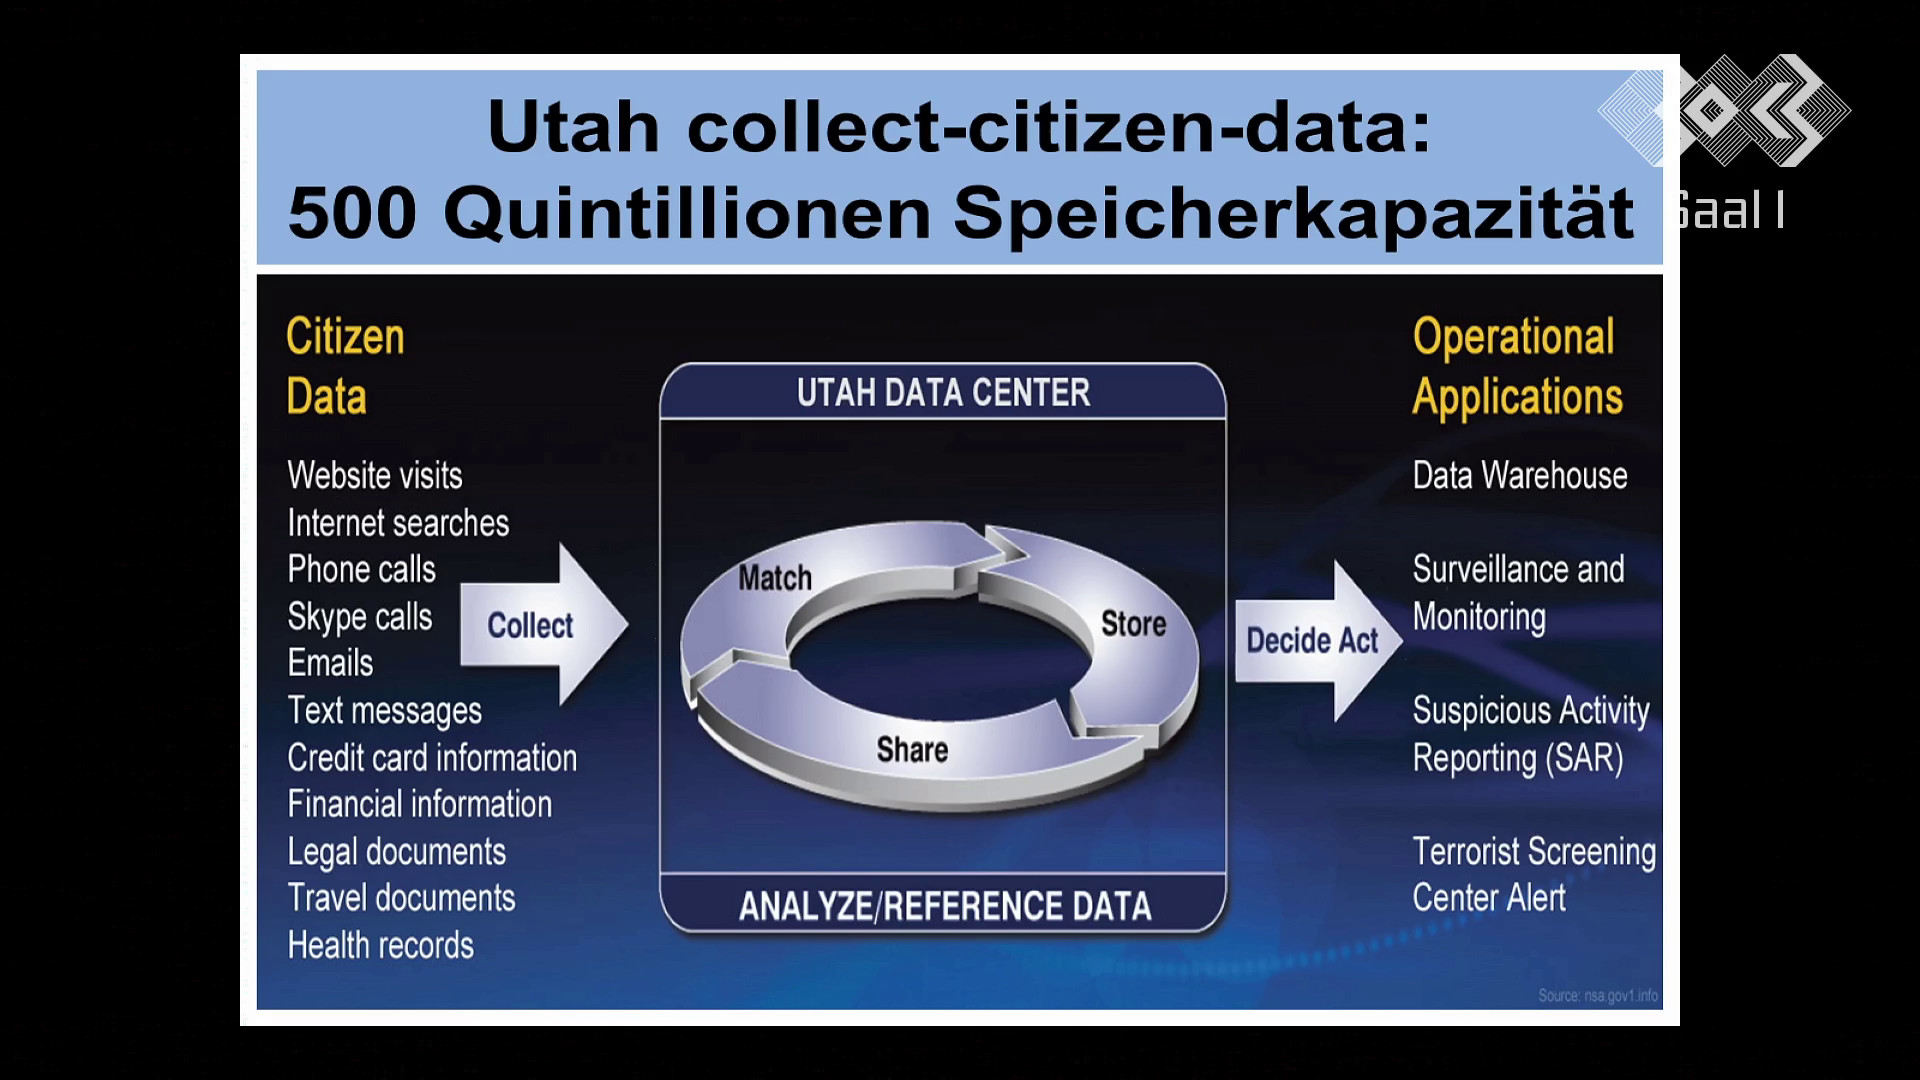 Utah collect-citizen-data:
500 Quintillionen Speicherkapazität
Saal 1
Citizen
Data
Website visits
Internet searches
Phone calls
Skype calls
Emails
Text messages
Credit card information
Financial information
Legal documents
Travel documents
Health records
Collect
UTAH DATA CENTER
Match
Store
Share
ANALYZE/REFERENCE DATA
Decide Act
Operational
Applications
Data Warehouse
Surveillance and
Monitoring
Suspicious Activity
Reporting (SAR)
Terrorist Screening
Center Alert
Source: nsa.gov1.info